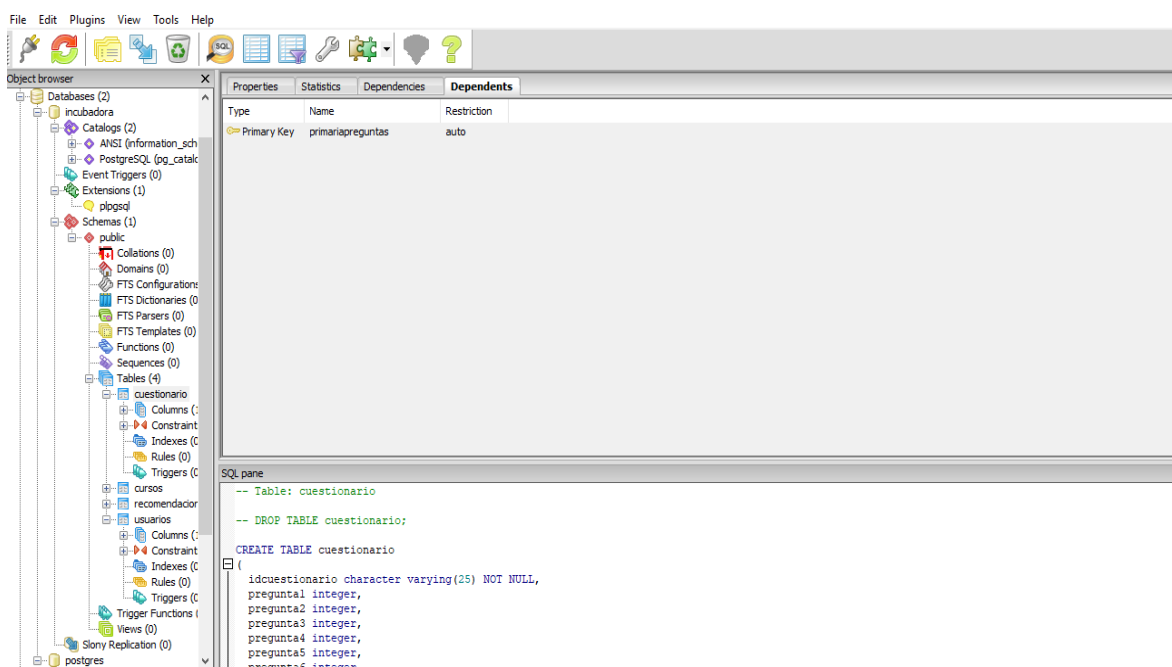 File Edit Plugins View Tools Help
SQL
Object browser X
Databases (2)
incubadora
Catalogs (2)
ANSI (information_sch
PostgreSQL (pg_catalc
Event Triggers (0)
Extensions (1)
plpgsql
Schemas (1)
public
Collations (0)
Domains (0)
FTS Configurations
FTS Dictionaries (0
FTS Parsers (0)
FTS Templates (0)
Functions (0)
Sequences (0)
Tables (4)
cuestionario
Columns (
Constraint
Indexes (0
Rules (0)
Triggers (0
cursos
recomendacior
usuarios
Columns (
Constraint
Indexes (0
Rules (0)
Triggers (0
Trigger Functions (
Views (0)
Slony Replication (0)
postgres
Properties Statistics Dependencies Dependents
Type Name Restriction
Primary Key primariapreguntas auto
SQL pane
-- Table: cuestionario
-- DROP TABLE cuestionario;
CREATE TABLE cuestionario
(
idcuestionario character varying(25) NOT NULL,
pregunta1 integer,
pregunta2 integer,
pregunta3 integer,
pregunta4 integer,
pregunta5 integer,
pregunta6 integer